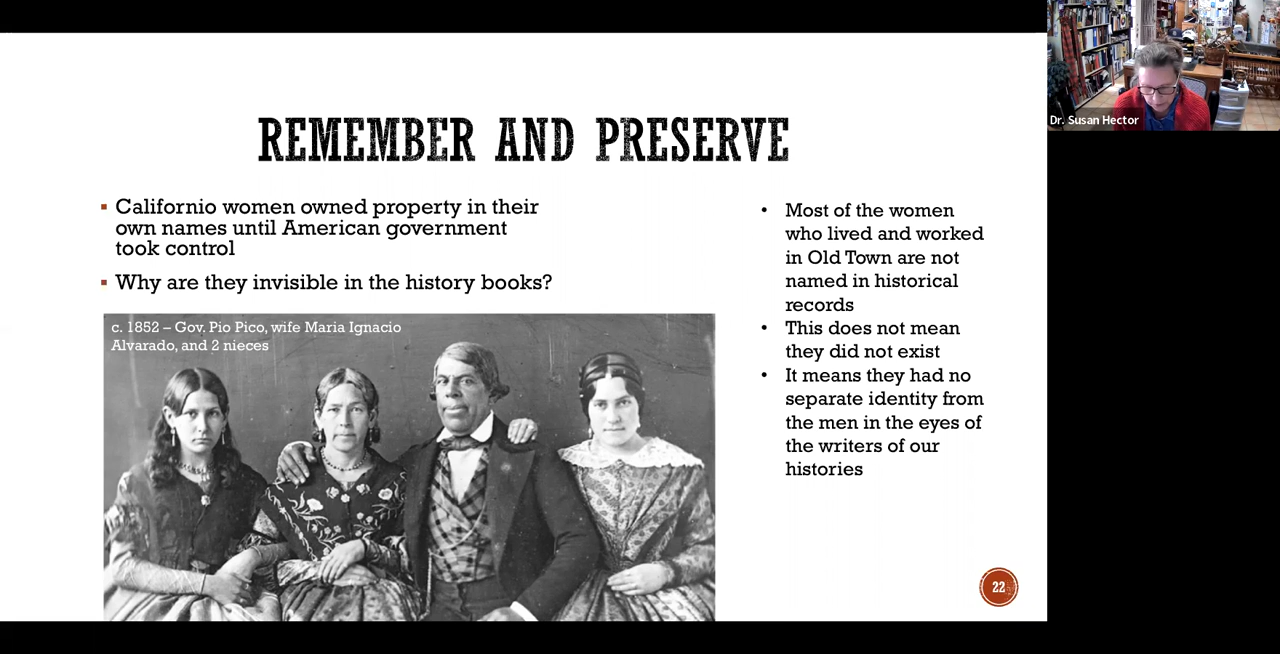 REMEMBER AND PRESERVE
▪ Californio women owned property in their
own names until American government
took control
▪ Why are they invisible in the history books?
c. 1852 – Gov. Pio Pico, wife Maria Ignacio
Alvarado, and 2 nieces
• Most of the women
who lived and worked
in Old Town are not
named in historical
records
• This does not mean
they did not exist
• It means they had no
separate identity from
the men in the eyes of
the writers of our
histories
22
Dr. Susan Hector